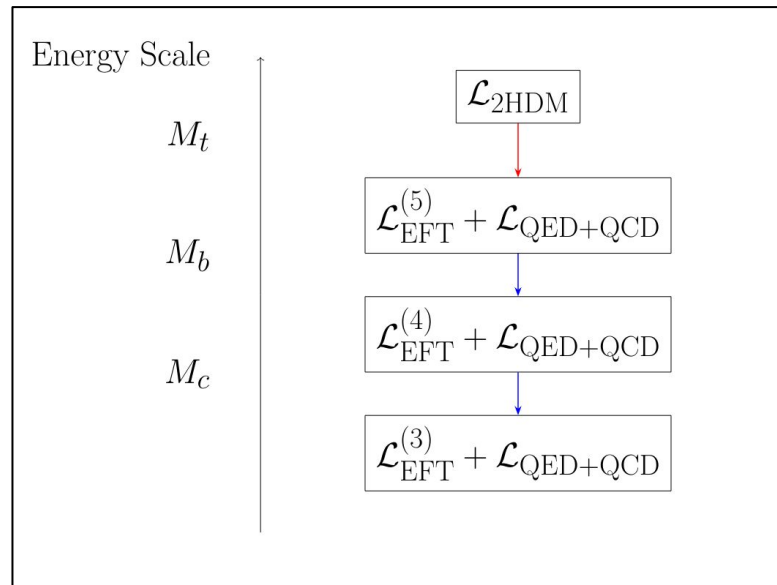 Energy Scale
ℒ_2HDM
M_t
ℒ_EFT^(5) + ℒ_QED+QCD
M_b
ℒ_EFT^(4) + ℒ_QED+QCD
M_c
ℒ_EFT^(3) + ℒ_QED+QCD